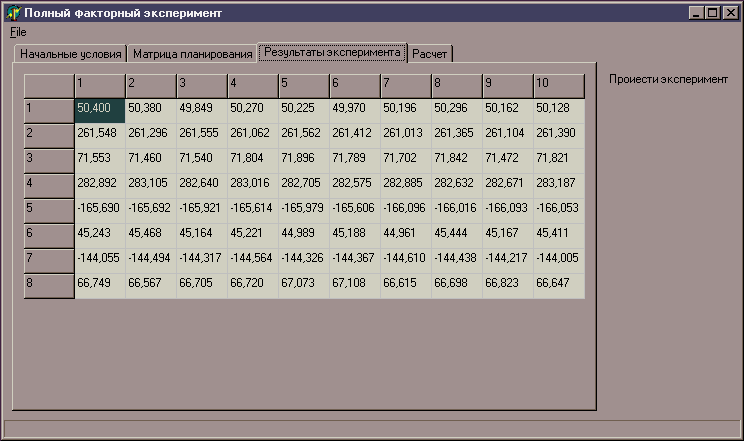 Полный факторный эксперимент
File
Начальные условия Матрица планирования Результаты эксперимента Расчет
Проиести эксперимент
1 2 3 4 5 6 7 8 9 10
1 50,400 50,380 49,849 50,270 50,225 49,970 50,196 50,296 50,162 50,128
2 261,548 261,296 261,555 261,062 261,562 261,412 261,013 261,365 261,104 261,390
3 71,553 71,460 71,540 71,804 71,896 71,789 71,702 71,842 71,472 71,821
4 282,892 283,105 282,640 283,016 282,705 282,575 282,885 282,632 282,671 283,187
5 -165,690 -165,692 -165,921 -165,614 -165,979 -165,606 -166,096 -166,016 -166,093 -166,053
6 45,243 45,468 45,164 45,221 44,989 45,188 44,961 45,444 45,167 45,411
7 -144,055 -144,494 -144,317 -144,564 -144,326 -144,367 -144,610 -144,438 -144,217 -144,005
8 66,749 66,567 66,705 66,720 67,073 67,108 66,615 66,698 66,823 66,647